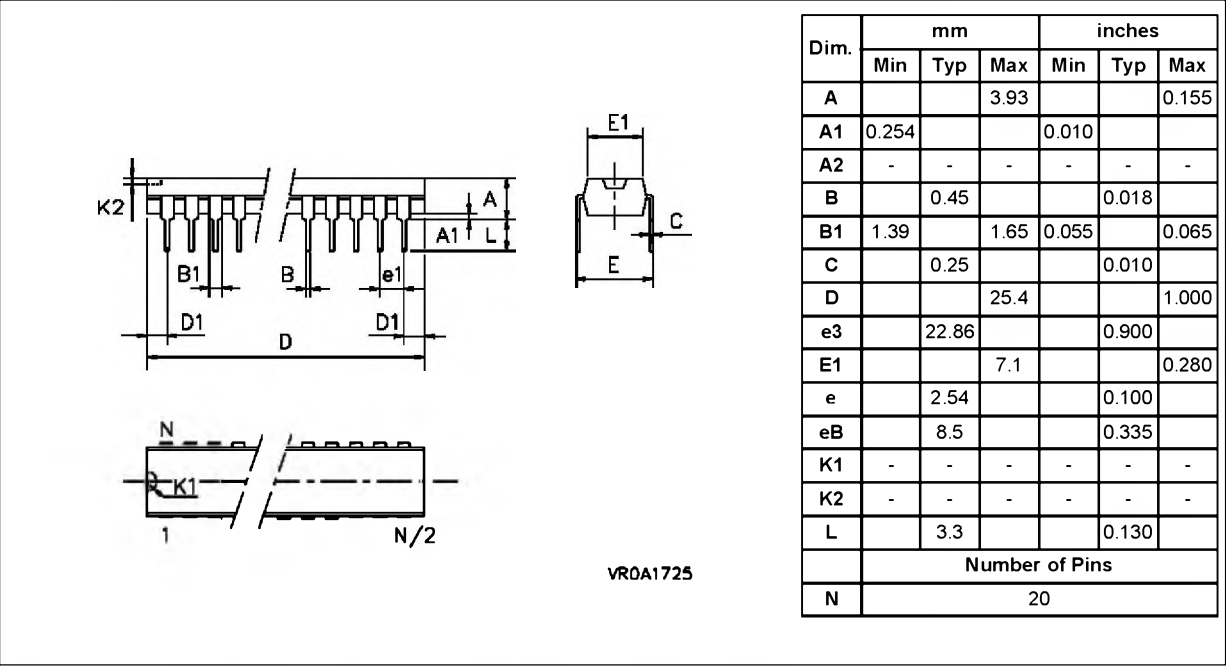 E1
K2
A
A1
L
C
B1
B
e1
E
D1
D1
D
N
K1
1
N/2
VR0A1725
Dim. mm inches
Min Typ Max Min Typ Max
A 3.93 0.155
A1 0.254 0.010
A2 - - - - - -
B 0.45 0.018
B1 1.39 1.65 0.055 0.065
C 0.25 0.010
D 25.4 1.000
e3 22.86 0.900
E1 7.1 0.280
e 2.54 0.100
eB 8.5 0.335
K1 - - - - - -
K2 - - - - - -
L 3.3 0.130
Number of Pins
N 20